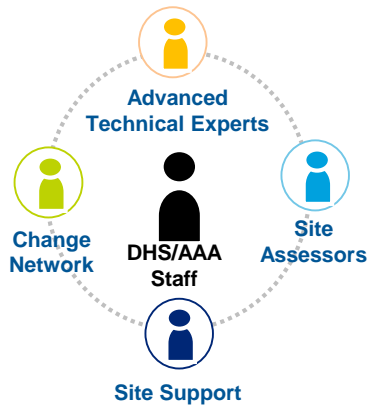 Advanced
Technical Experts
Change
Network
DHS/AAA
Staff
Site
Assessors
Site Support